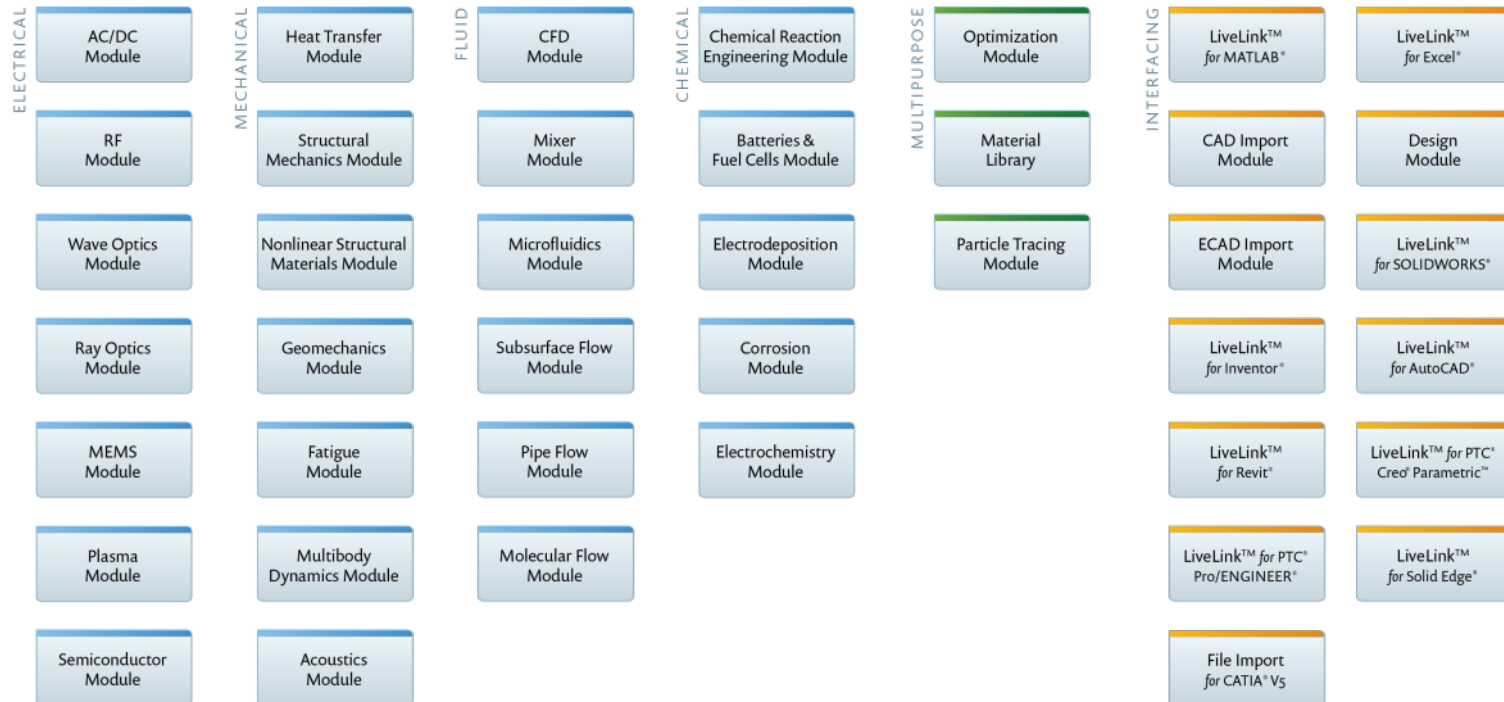 ELECTRICAL
AC/DC
Module
RF
Module
Wave Optics
Module
Ray Optics
Module
MEMS
Module
Plasma
Module
Semiconductor
Module
MECHANICAL
Heat Transfer
Module
Structural
Mechanics Module
Nonlinear Structural
Materials Module
Geomechanics
Module
Fatigue
Module
Multibody
Dynamics Module
Acoustics
Module
FLUID
CFD
Module
Mixer
Module
Microfluidics
Module
Subsurface Flow
Module
Pipe Flow
Module
Molecular Flow
Module
CHEMICAL
Chemical Reaction
Engineering Module
Batteries &
Fuel Cells Module
Electrodeposition
Module
Corrosion
Module
Electrochemistry
Module
MULTIPURPOSE
Optimization
Module
Material
Library
Particle Tracing
Module
INTERFACING
LiveLink™
for MATLAB®
LiveLink™
for Excel®
CAD Import
Module
Design
Module
ECAD Import
Module
LiveLink™
for SOLIDWORKS®
LiveLink™
for Inventor®
LiveLink™
for AutoCAD®
LiveLink™
for Revit®
LiveLink™ for PTC®
Creo® Parametric™
LiveLink™ for PTC®
Pro/ENGINEER®
LiveLink™
for Solid Edge®
File Import
for CATIA® V5